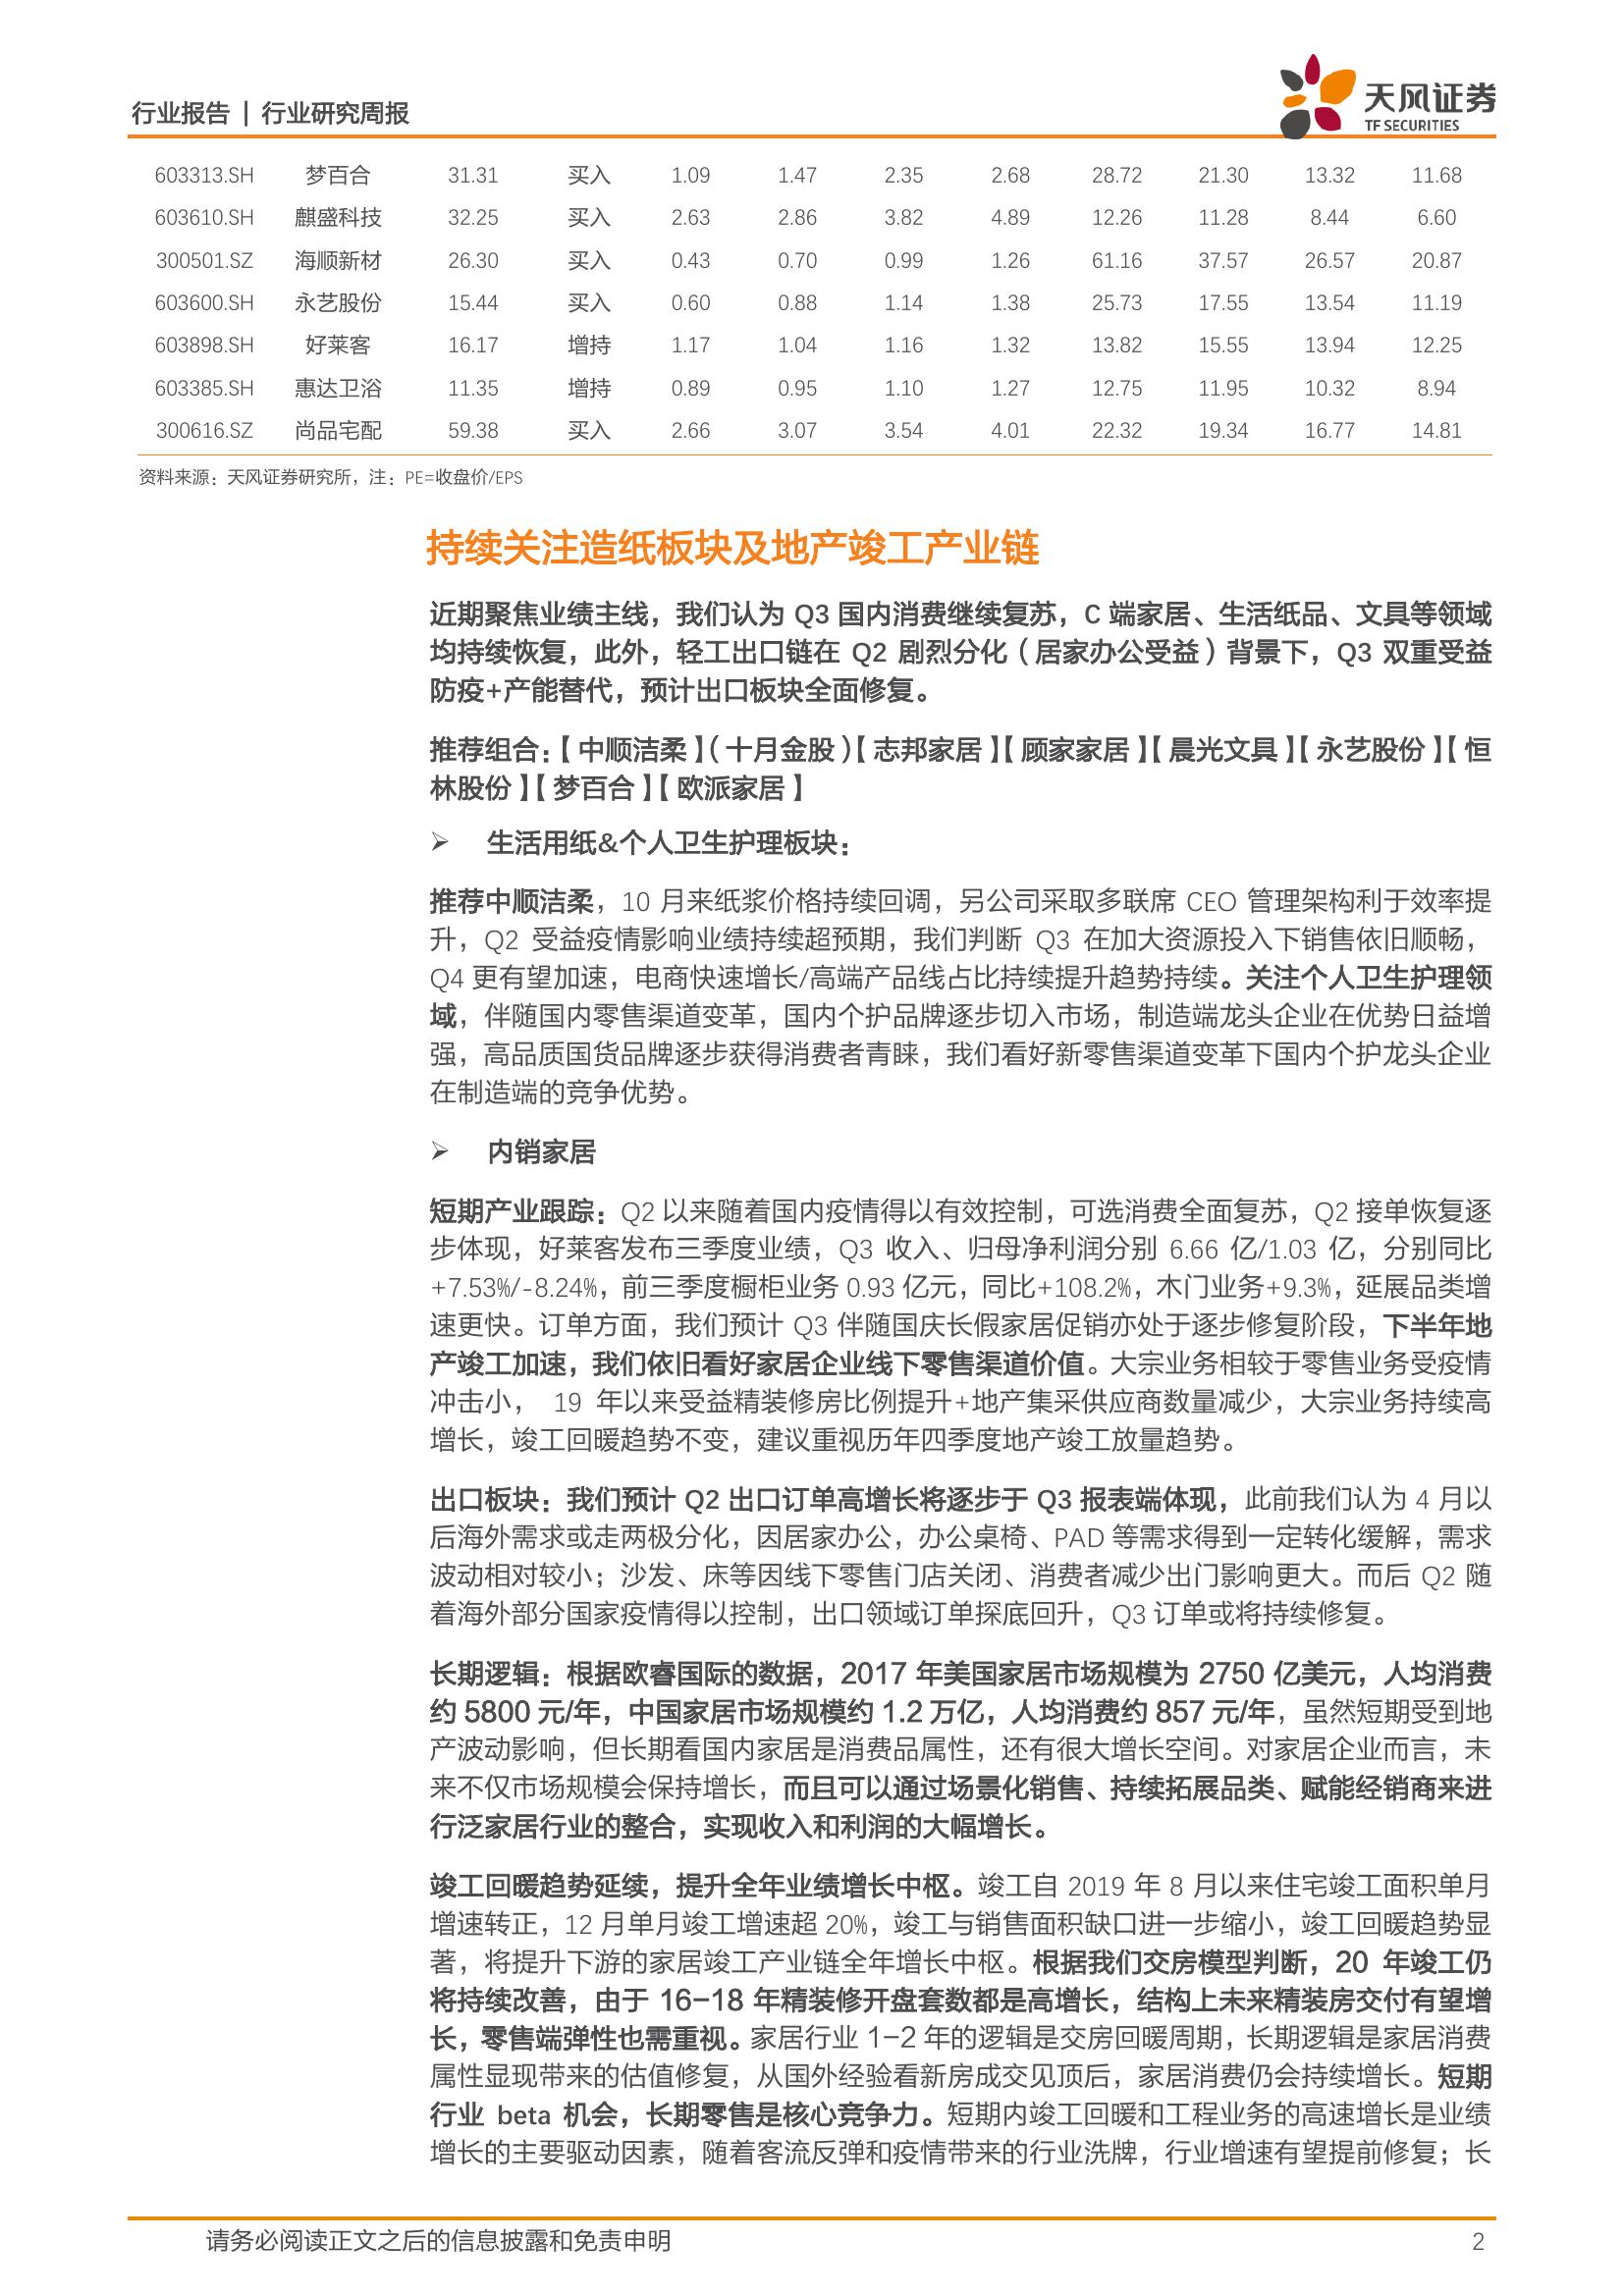 行业报告 | 行业研究周报
天风证券
TF SECURITIES
603313.SH 梦百合 31.31 买入 1.09 1.47 2.35 2.68 28.72 21.30 13.32 11.68
603610.SH 麒盛科技 32.25 买入 2.63 2.86 3.82 4.89 12.26 11.28 8.44 6.60
300501.SZ 海顺新材 26.30 买入 0.43 0.70 0.99 1.26 61.16 37.57 26.57 20.87
603600.SH 永艺股份 15.44 买入 0.60 0.88 1.14 1.38 25.73 17.55 13.54 11.19
603898.SH 好莱客 16.17 增持 1.17 1.04 1.16 1.32 13.82 15.55 13.94 12.25
603385.SH 惠达卫浴 11.35 增持 0.89 0.95 1.10 1.27 12.75 11.95 10.32 8.94
300616.SZ 尚品宅配 59.38 买入 2.66 3.07 3.54 4.01 22.32 19.34 16.77 14.81
资料来源：天风证券研究所，注：PE=收盘价/EPS
持续关注造纸板块及地产竣工产业链
近期聚焦业绩主线，我们认为 Q3 国内消费继续复苏，C 端家居、生活纸品、文具等领域
均持续恢复，此外，轻工出口链在 Q2 剧烈分化（居家办公受益）背景下，Q3 双重受益
防疫+产能替代，预计出口板块全面修复。
推荐组合：【中顺洁柔】（十月金股）【志邦家居】【顾家家居】【晨光文具】【永艺股份】【恒
林股份】【梦百合】【欧派家居】
➢ 生活用纸&个人卫生护理板块：
推荐中顺洁柔，10 月来纸浆价格持续回调，另公司采取多联席 CEO 管理架构利于效率提
升，Q2 受益疫情影响业绩持续超预期，我们判断 Q3 在加大资源投入下销售依旧顺畅，
Q4 更有望加速，电商快速增长/高端产品线占比持续提升趋势持续。关注个人卫生护理领
域，伴随国内零售渠道变革，国内个护品牌逐步切入市场，制造端龙头企业在优势日益增
强，高品质国货品牌逐步获得消费者青睐，我们看好新零售渠道变革下国内个护龙头企业
在制造端的竞争优势。
➢ 内销家居
短期产业跟踪：Q2 以来随着国内疫情得以有效控制，可选消费全面复苏，Q2 接单恢复逐
步体现，好莱客发布三季度业绩，Q3 收入、归母净利润分别 6.66 亿/1.03 亿，分别同比
+7.53%/-8.24%，前三季度橱柜业务 0.93 亿元，同比+108.2%，木门业务+9.3%，延展品类增
速更快。订单方面，我们预计 Q3 伴随国庆长假家居促销亦处于逐步修复阶段，下半年地
产竣工加速，我们依旧看好家居企业线下零售渠道价值。大宗业务相较于零售业务受疫情
冲击小， 19 年以来受益精装修房比例提升+地产集采供应商数量减少，大宗业务持续高
增长，竣工回暖趋势不变，建议重视历年四季度地产竣工放量趋势。
出口板块：我们预计 Q2 出口订单高增长将逐步于 Q3 报表端体现，此前我们认为 4 月以
后海外需求或走两极分化，因居家办公，办公桌椅、PAD 等需求得到一定转化缓解，需求
波动相对较小；沙发、床等因线下零售门店关闭、消费者减少出门影响更大。而后 Q2 随
着海外部分国家疫情得以控制，出口领域订单探底回升，Q3 订单或将持续修复。
长期逻辑：根据欧睿国际的数据，2017 年美国家居市场规模为 2750 亿美元，人均消费
约 5800 元/年，中国家居市场规模约 1.2 万亿，人均消费约 857 元/年，虽然短期受到地
产波动影响，但长期看国内家居是消费品属性，还有很大增长空间。对家居企业而言，未
来不仅市场规模会保持增长，而且可以通过场景化销售、持续拓展品类、赋能经销商来进
行泛家居行业的整合，实现收入和利润的大幅增长。
竣工回暖趋势延续，提升全年业绩增长中枢。竣工自 2019 年 8 月以来住宅竣工面积单月
增速转正，12 月单月竣工增速超 20%，竣工与销售面积缺口进一步缩小，竣工回暖趋势显
著，将提升下游的家居竣工产业链全年增长中枢。根据我们交房模型判断，20 年竣工仍
将持续改善，由于 16-18 年精装修开盘套数都是高增长，结构上未来精装房交付有望增
长，零售端弹性也需重视。家居行业 1-2 年的逻辑是交房回暖周期，长期逻辑是家居消费
属性显现带来的估值修复，从国外经验看新房成交见顶后，家居消费仍会持续增长。短期
行业 beta 机会，长期零售是核心竞争力。短期内竣工回暖和工程业务的高速增长是业绩
增长的主要驱动因素，随着客流反弹和疫情带来的行业洗牌，行业增速有望提前修复；长
请务必阅读正文之后的信息披露和免责申明 2